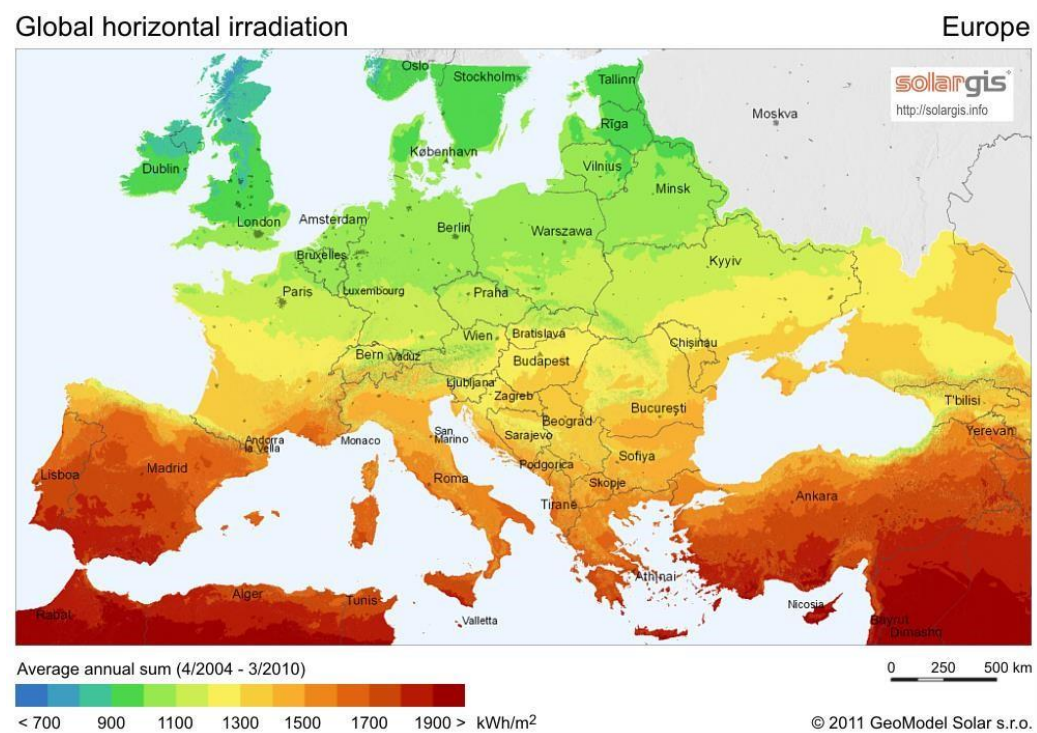 Global horizontal irradiation
Europe
solargis
http://solargis.info
Oslo
Stockholm
Tallinn
Moskva
Rīga
København
Vilnius
Dublin
Minsk
London
Amsterdam
Berlin
Warszawa
Bruxelles
Kyyiv
Paris
Luxembourg
Praha
Wien
Bratislava
Chișinau
Bern
Vaduz
Budapest
Ljubljana
Zagreb
T'bilisi
București
Beograd
San
Marino
Andorra
la Vella
Monaco
Sarajevo
Yerevan
Sofiya
Lisboa
Madrid
Podgorica
Roma
Skopje
Ankara
Tiranë
Athínai
Alger
Tunis
Nicosia
Rabat
Valletta
Bayrut
Dimashq
Average annual sum (4/2004 - 3/2010)
0 250 500 km
< 700 900 1100 1300 1500 1700 1900 > kWh/m2
© 2011 GeoModel Solar s.r.o.